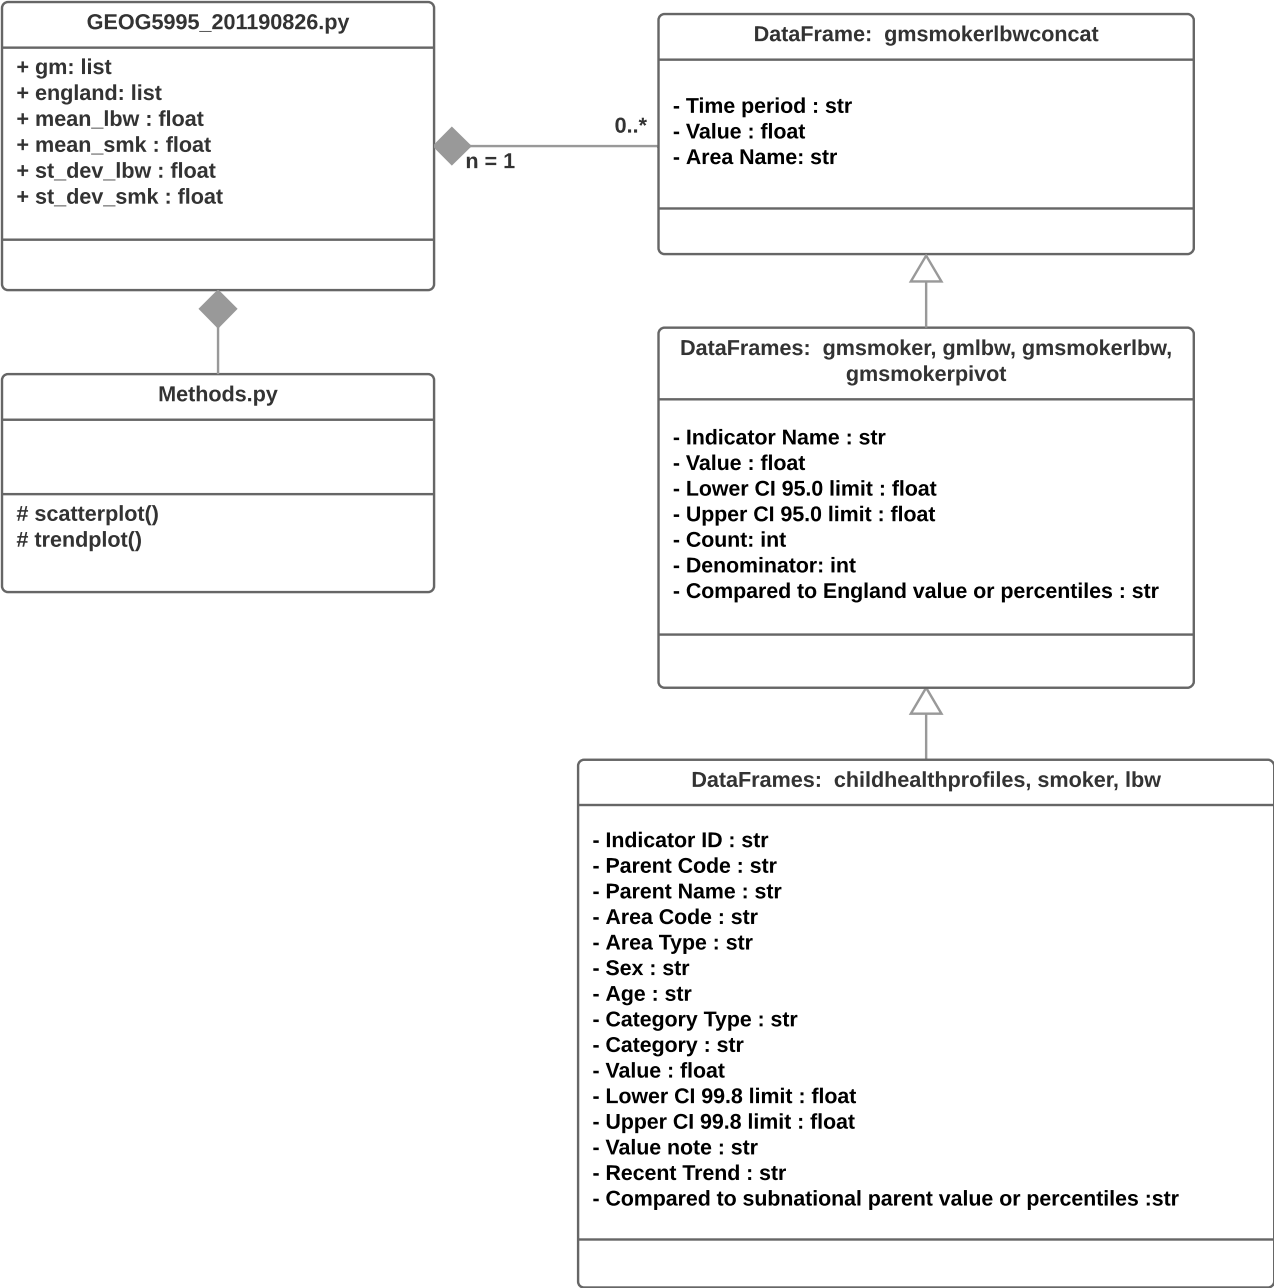 GEOG5995_201190826.py
+ gm: list
+ england: list
+ mean_lbw : float
+ mean_smk : float
+ st_dev_lbw : float
+ st_dev_smk : float
n = 1
0..*
DataFrame:  gmsmokerlbwconcat
- Time period : str
- Value : float
- Area Name: str
Methods.py
# scatterplot()
# trendplot()
DataFrames:  gmsmoker, gmlbw, gmsmokerlbw,
gmsmokerpivot
- Indicator Name : str
- Value : float
- Lower CI 95.0 limit : float
- Upper CI 95.0 limit : float
- Count: int
- Denominator: int
- Compared to England value or percentiles : str
DataFrames:  childhealthprofiles, smoker, lbw
- Indicator ID : str
- Parent Code : str
- Parent Name : str
- Area Code : str
- Area Type : str
- Sex : str
- Age : str
- Category Type : str
- Category : str
- Value : float
- Lower CI 99.8 limit : float
- Upper CI 99.8 limit : float
- Value note : str
- Recent Trend : str
- Compared to subnational parent value or percentiles :str